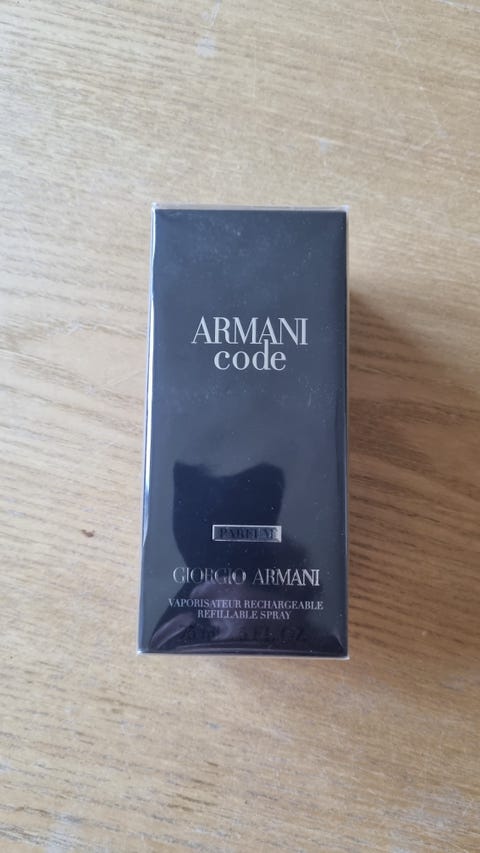 ARMANI
code
PARFUM
GIORGIO ARMANI
VAPORISATEUR RECHARGEABLE
REFILLABLE SPRAY